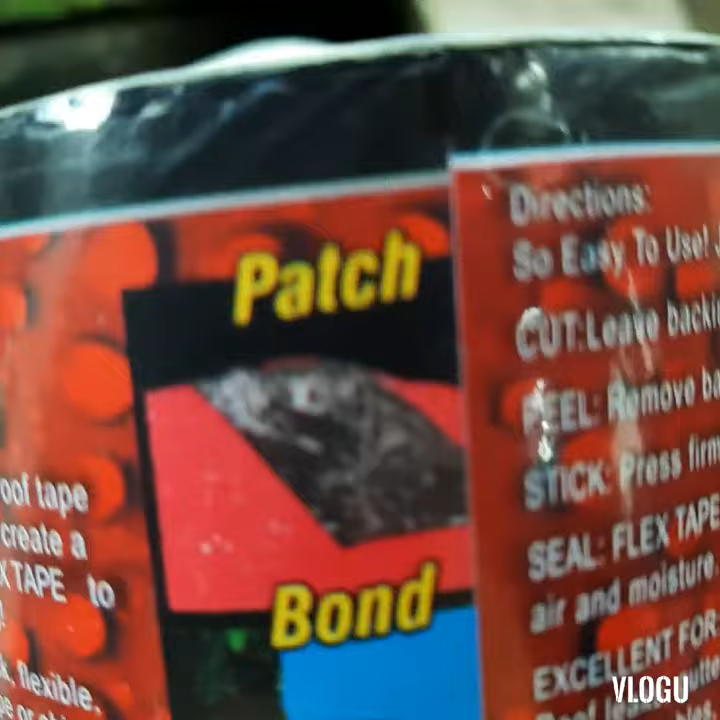 Patch
Bond
oof tape
create a
X TAPE to
flexible.
Directions:
So Easy To Use!
CUT:Leave backi
PEEL: Remove ba
STICK: Press firm
SEAL: FLEX TAPE
air and moisture.
EXCELLENT FOR:
VLOGU